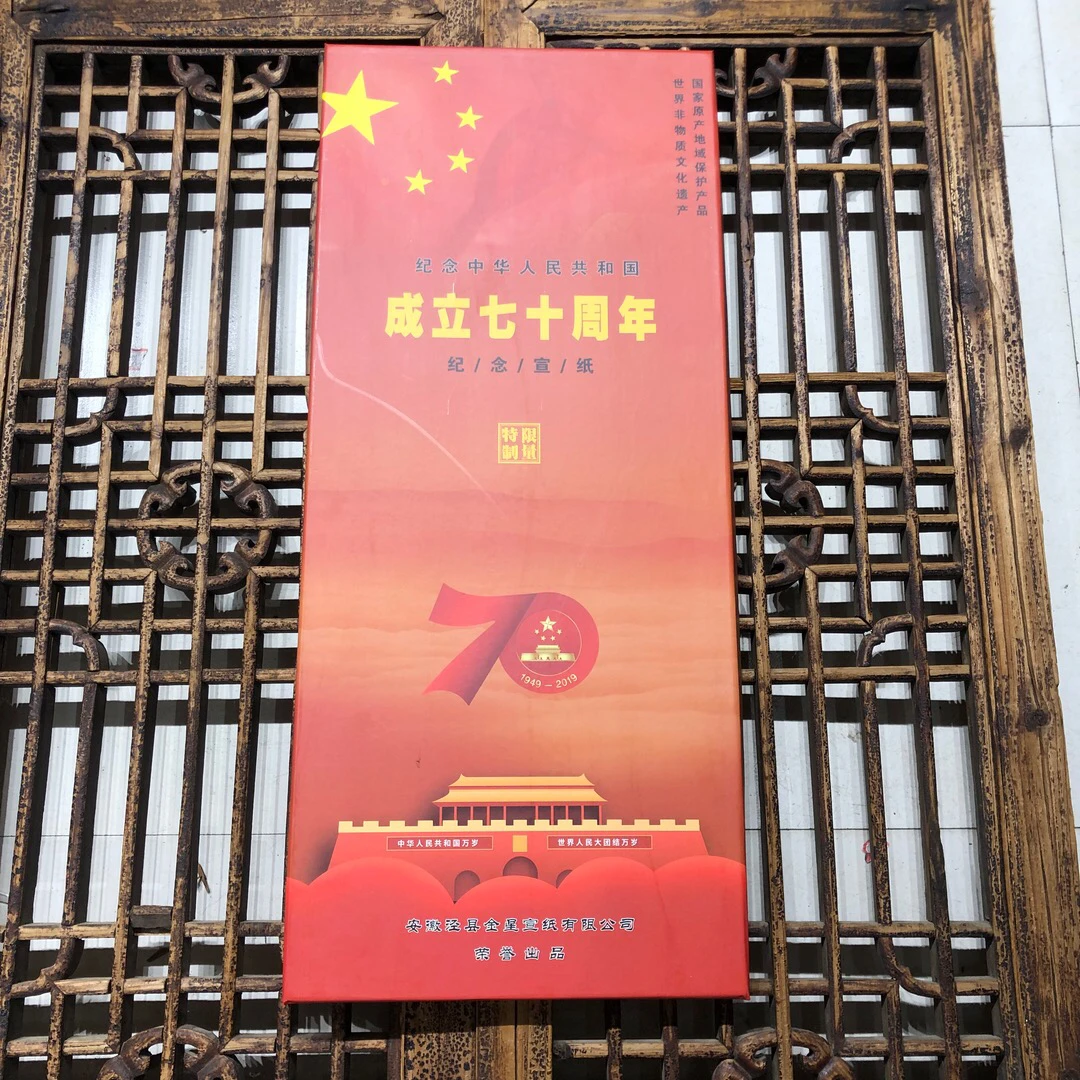 国家原产地域保护产品
世界非物质文化遗产
纪念中华人民共和国
成立七十周年
纪/念/宣/纸
限量
特制
70
1949—2019
中华人民共和国万岁
世界人民大团结万岁
安徽泾县金星宣纸有限公司
荣誉出品